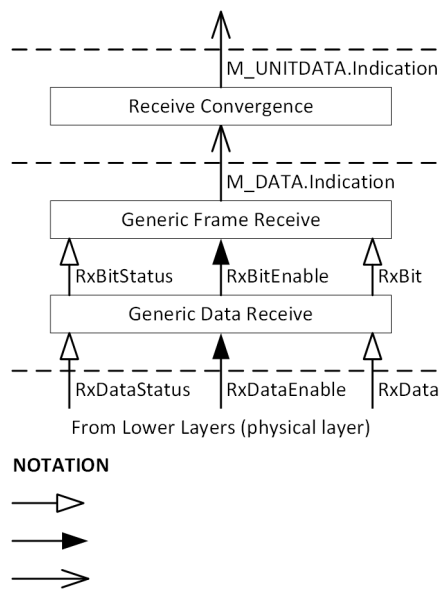 M_UNITDATA.Indication
Receive Convergence
M_DATA.Indication
Generic Frame Receive
RxBitStatus RxBitEnable RxBit
Generic Data Receive
RxDataStatus RxDataEnable RxData
From Lower Layers (physical layer)
NOTATION